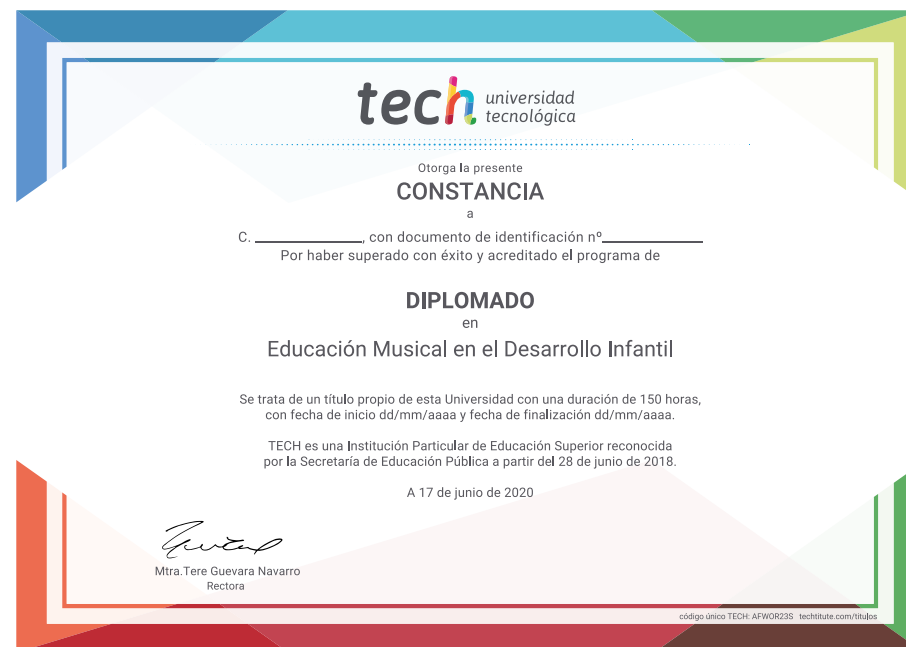 tech universidad
tecnológica
Otorga la presente
CONSTANCIA
a
C. ____________, con documento de identificación nº____________
Por haber superado con éxito y acreditado el programa de
DIPLOMADO
en
Educación Musical en el Desarrollo Infantil
Se trata de un título propio de esta Universidad con una duración de 150 horas,
con fecha de inicio dd/mm/aaaa y fecha de finalización dd/mm/aaaa.
TECH es una Institución Particular de Educación Superior reconocida
por la Secretaría de Educación Pública a partir del 28 de junio de 2018.
A 17 de junio de 2020
Mtra.Tere Guevara Navarro
Rectora
código único TECH: AFWOR23S techtitute.com/titulos